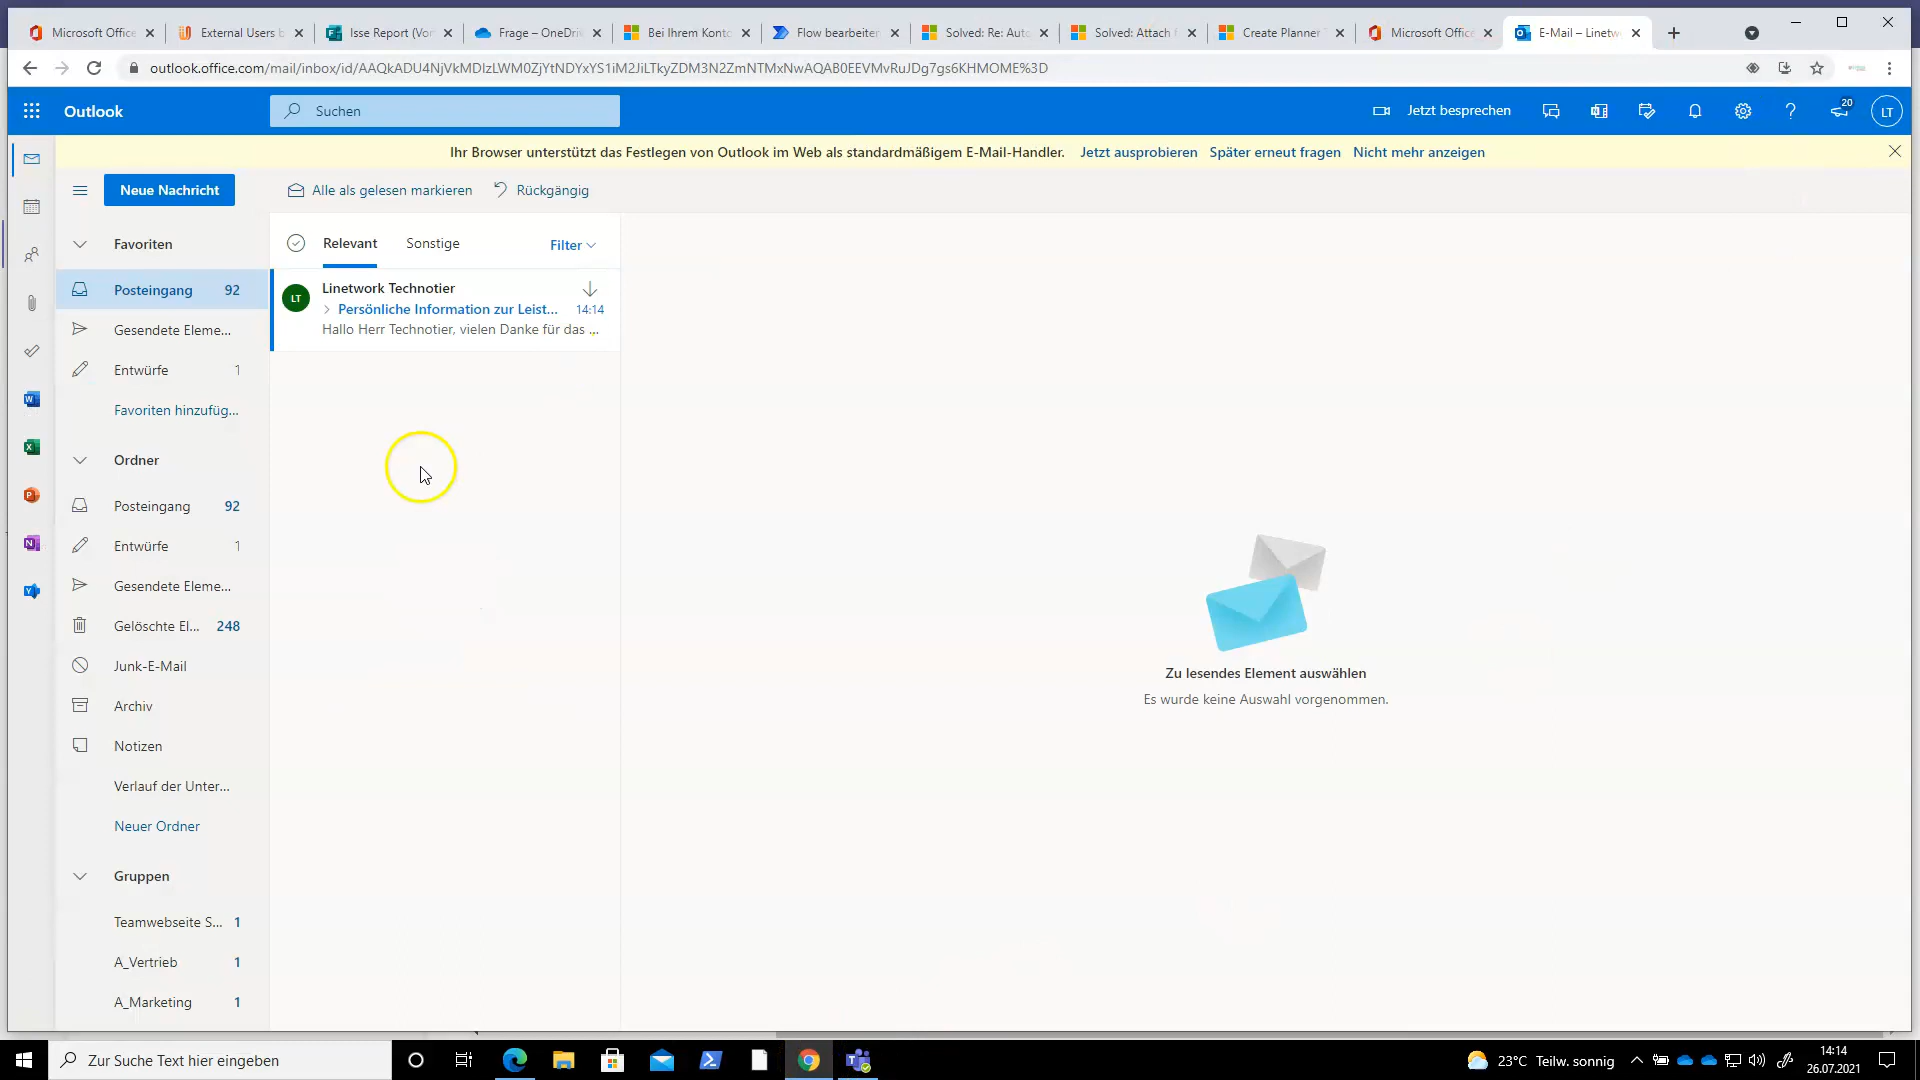 Microsoft Office
External Users b
Isse Report (Vor
Frage – OneDri
Bei Ihrem Konto
Flow bearbeiten
Solved: Re: Auto
Solved: Attach f
Create Planner T
Microsoft Office
E-Mail – Linetw
outlook.office.com/mail/inbox/id/AAQkADU4NjVkMDIzLWM0ZjYtNDYxYS1iM2JiLTkyZDM3N2ZmNTMxNwAQAB0EEVMvRuJDg7gs6KHMOME%3D
Outlook
Suchen
Jetzt besprechen
20
LT
Ihr Browser unterstützt das Festlegen von Outlook im Web als standardmäßigem E-Mail-Handler. Jetzt ausprobieren Später erneut fragen Nicht mehr anzeigen
Neue Nachricht
Alle als gelesen markieren
Rückgängig
Favoriten
Posteingang 92
Gesendete Eleme...
Entwürfe 1
Favoriten hinzufüg...
Ordner
Posteingang 92
Entwürfe 1
Gesendete Eleme...
Gelöschte El... 248
Junk-E-Mail
Archiv
Notizen
Verlauf der Unter...
Neuer Ordner
Gruppen
Teamwebseite S... 1
A_Vertrieb 1
A_Marketing 1
Relevant
Sonstige
Filter
LT
Linetwork Technotier
Persönliche Information zur Leist... 14:14
Hallo Herr Technotier, vielen Danke für das ...
Zu lesendes Element auswählen
Es wurde keine Auswahl vorgenommen.
Zur Suche Text hier eingeben
23°C Teilw. sonnig
14:14
26.07.2021